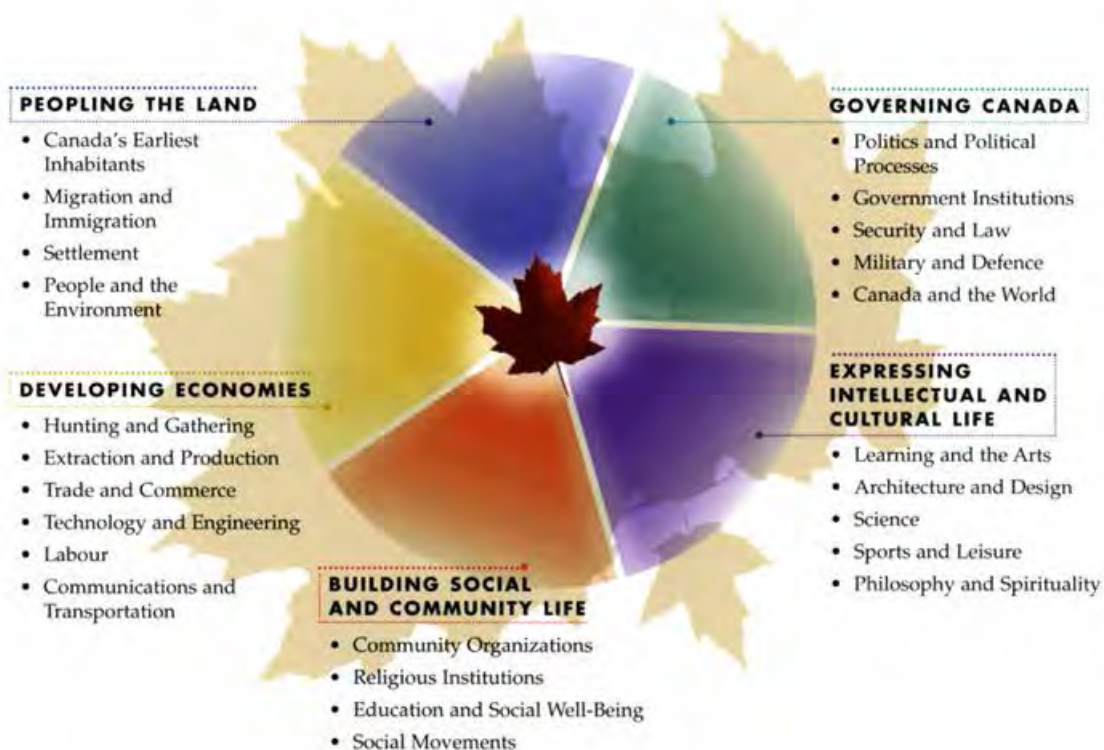 PEOPLING THE LAND
• Canada's Earliest
Inhabitants
• Migration and
Immigration
• Settlement
• People and the
Environment
DEVELOPING ECONOMIES
• Hunting and Gathering
• Extraction and Production
• Trade and Commerce
• Technology and Engineering
• Labour
• Communications and
Transportation
BUILDING SOCIAL
AND COMMUNITY LIFE
• Community Organizations
• Religious Institutions
• Education and Social Well-Being
• Social Movements
GOVERNING CANADA
• Politics and Political
Processes
• Government Institutions
• Security and Law
• Military and Defence
• Canada and the World
EXPRESSING
INTELLECTUAL AND
CULTURAL LIFE
• Learning and the Arts
• Architecture and Design
• Science
• Sports and Leisure
• Philosophy and Spirituality